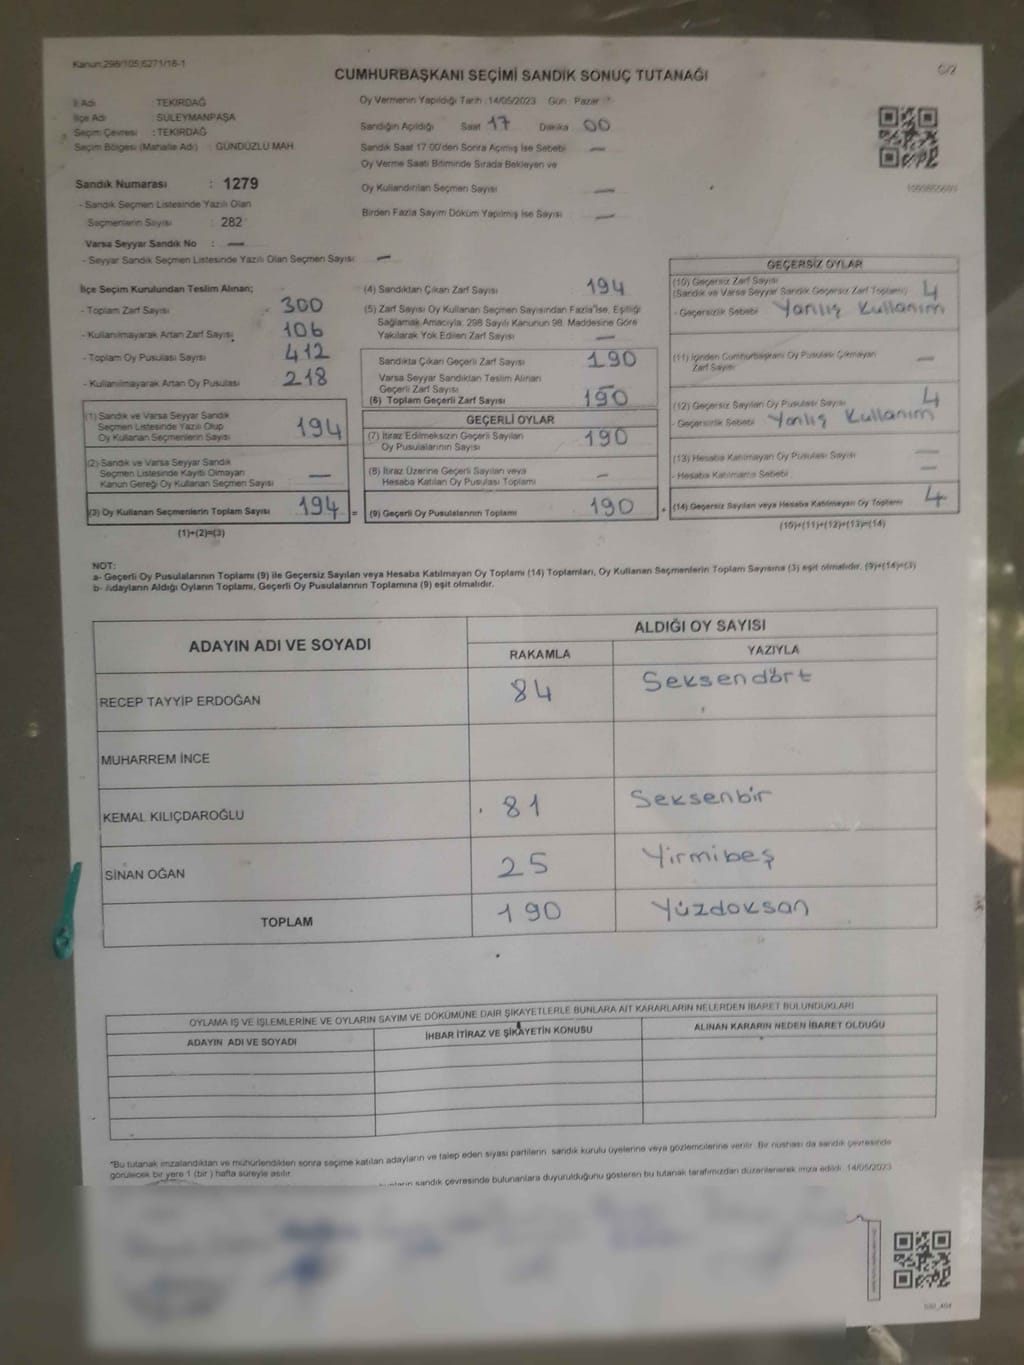 Kanun:298/105,6271/18-1
CUMHURBAŞKANI SEÇİMİ SANDIK SONUÇ TUTANAĞI
C/2
İl Adı TEKİRDAĞ
İlçe Adı SÜLEYMANPAŞA
Seçim Çevresi : TEKİRDAĞ
Seçim Bölgesi (Mahalle Adı) : GÜNDÜZLÜ MAH
Sandık Numarası : 1279
- Sandık Seçmen Listesinde Yazılı Olan
Seçmenlerin Sayısı : 282
Varsa Seyyar Sandık No : —
- Seyyar Sandık Seçmen Listesinde Yazılı Olan Seçmen Sayısı —
Oy Vermenin Yapıldığı Tarih :14/05/2023 Gün : Pazar
Sandığın Açıldığı Saat 17 Dakika 00
Sandık Saat 17:00'den Sonra Açılmış İse Sebebi —
Oy Verme Saati Bitiminde Sırada Bekleyen ve
Oy Kullandırılan Seçmen Sayısı —
Birden Fazla Sayım Döküm Yapılmış İse Sayısı —
İlçe Seçim Kurulundan Teslim Alınan;
- Toplam Zarf Sayısı 300
- Kullanılmayarak Artan Zarf Sayısı 106
- Toplam Oy Pusulası Sayısı 412
- Kullanılmayarak Artan Oy Pusulası 218
(1) Sandık ve Varsa Seyyar Sandık
Seçmen Listesinde Yazılı Olup
Oy Kullanan Seçmenlerin Sayısı 194
(2) Sandık ve Varsa Seyyar Sandık
Seçmen Listesinde Kayıtlı Olmayan
Kanun Gereği Oy Kullanan Seçmen Sayısı —
(3) Oy Kullanan Seçmenlerin Toplam Sayısı 194 =
(1)+(2)=(3)
(4) Sandıktan Çıkan Zarf Sayısı 194
(5) Zarf Sayısı Oy Kullanan Seçmen Sayısından Fazla İse, Eşitliği
Sağlamak Amacıyla, 298 Sayılı Kanunun 98. Maddesine Göre
Yakılarak Yok Edilen Zarf Sayısı —
Sandıkta Çıkan Geçerli Zarf Sayısı 190
Varsa Seyyar Sandıktan Teslim Alınan
Geçerli Zarf Sayısı
(6) Toplam Geçerli Zarf Sayısı 190
GEÇERLİ OYLAR
(7) İtiraz Edilmeksizin Geçerli Sayılan
Oy Pusulalarının Sayısı 190
(8) İtiraz Üzerine Geçerli Sayılan veya
Hesaba Katılan Oy Pusulası Toplamı —
(9) Geçerli Oy Pusulalarının Toplamı 190 +
GEÇERSİZ OYLAR
(10) Geçersiz Zarf Sayısı
(Sandık ve Varsa Seyyar Sandık Geçersiz Zarf Toplamı) 4
- Geçersizlik Sebebi Yanlış Kullanım
(11) İçinden Cumhurbaşkanı Oy Pusulası Çıkmayan
Zarf Sayısı —
(12) Geçersiz Sayılan Oy Pusulası Sayısı 4
- Geçersizlik Sebebi Yanlış Kullanım
(13) Hesaba Katılmayan Oy Pusulası Sayısı —
- Hesaba Katılmama Sebebi —
(14) Geçersiz Sayılan veya Hesaba Katılmayan Oy Toplamı 4
(10)+(11)+(12)+(13)=(14)
NOT:
a- Geçerli Oy Pusulalarının Toplamı (9) ile Geçersiz Sayılan veya Hesaba Katılmayan Oy Toplamı (14) Toplamları, Oy Kullanan Seçmenlerin Toplam Sayısına (3) eşit olmalıdır. (9)+(14)=(3)
b- Adayların Aldığı Oyların Toplamı, Geçerli Oy Pusulalarının Toplamına (9) eşit olmalıdır.
ADAYIN ADI VE SOYADI
ALDIĞI OY SAYISI
RAKAMLA YAZIYLA
RECEP TAYYİP ERDOĞAN 84 Seksendört
MUHARREM İNCE
KEMAL KILIÇDAROĞLU 81 Seksenbir
SİNAN OĞAN 25 Yirmibeş
TOPLAM 190 Yüzdoksan
OYLAMA İŞ VE İŞLEMLERİNE VE OYLARIN SAYIM VE DÖKÜMÜNE DAİR ŞİKAYETLERLE BUNLARA AİT KARARLARIN NELERDEN İBARET BULUNDUKLARI
ADAYIN ADI VE SOYADI İHBAR İTİRAZ VE ŞİKAYETİN KONUSU ALINAN KARARIN NEDEN İBARET OLDUĞU
*Bu tutanak imzalandıktan ve mühürlendikten sonra seçime katılan adayların ve talep eden siyasi partilerin sandık kurulu üyelerine veya gözlemcilerine verilir. Bir nüshası da sandık çevresinde
görülecek bir yere 1 (bir) hafta süreyle asılır.
sandık çevresinde bulunanlara duyurulduğunu gösteren bu tutanak tarafımızdan düzenlenerek imza edildi. 14/05/2023